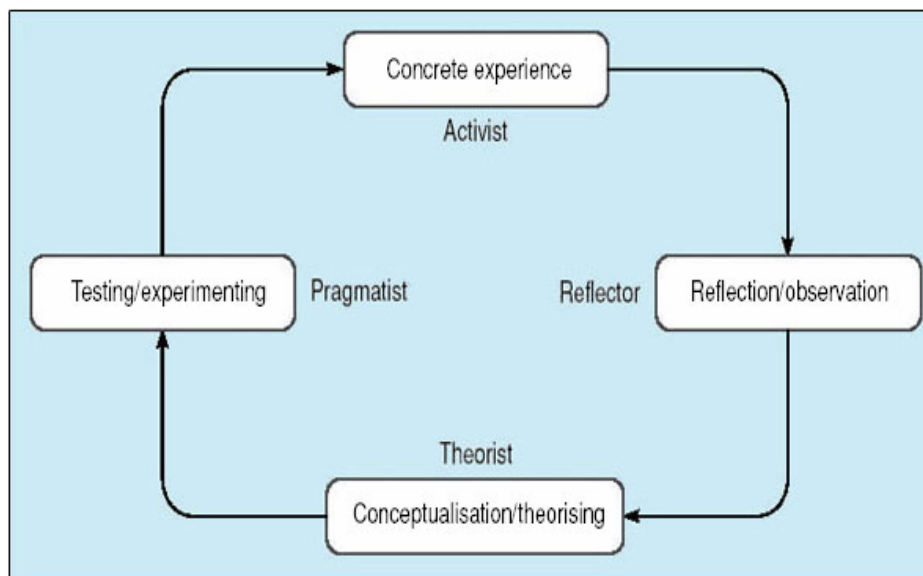 Concrete experience
Activist
Testing/experimenting
Pragmatist
Reflector
Reflection/observation
Theorist
Conceptualisation/theorising